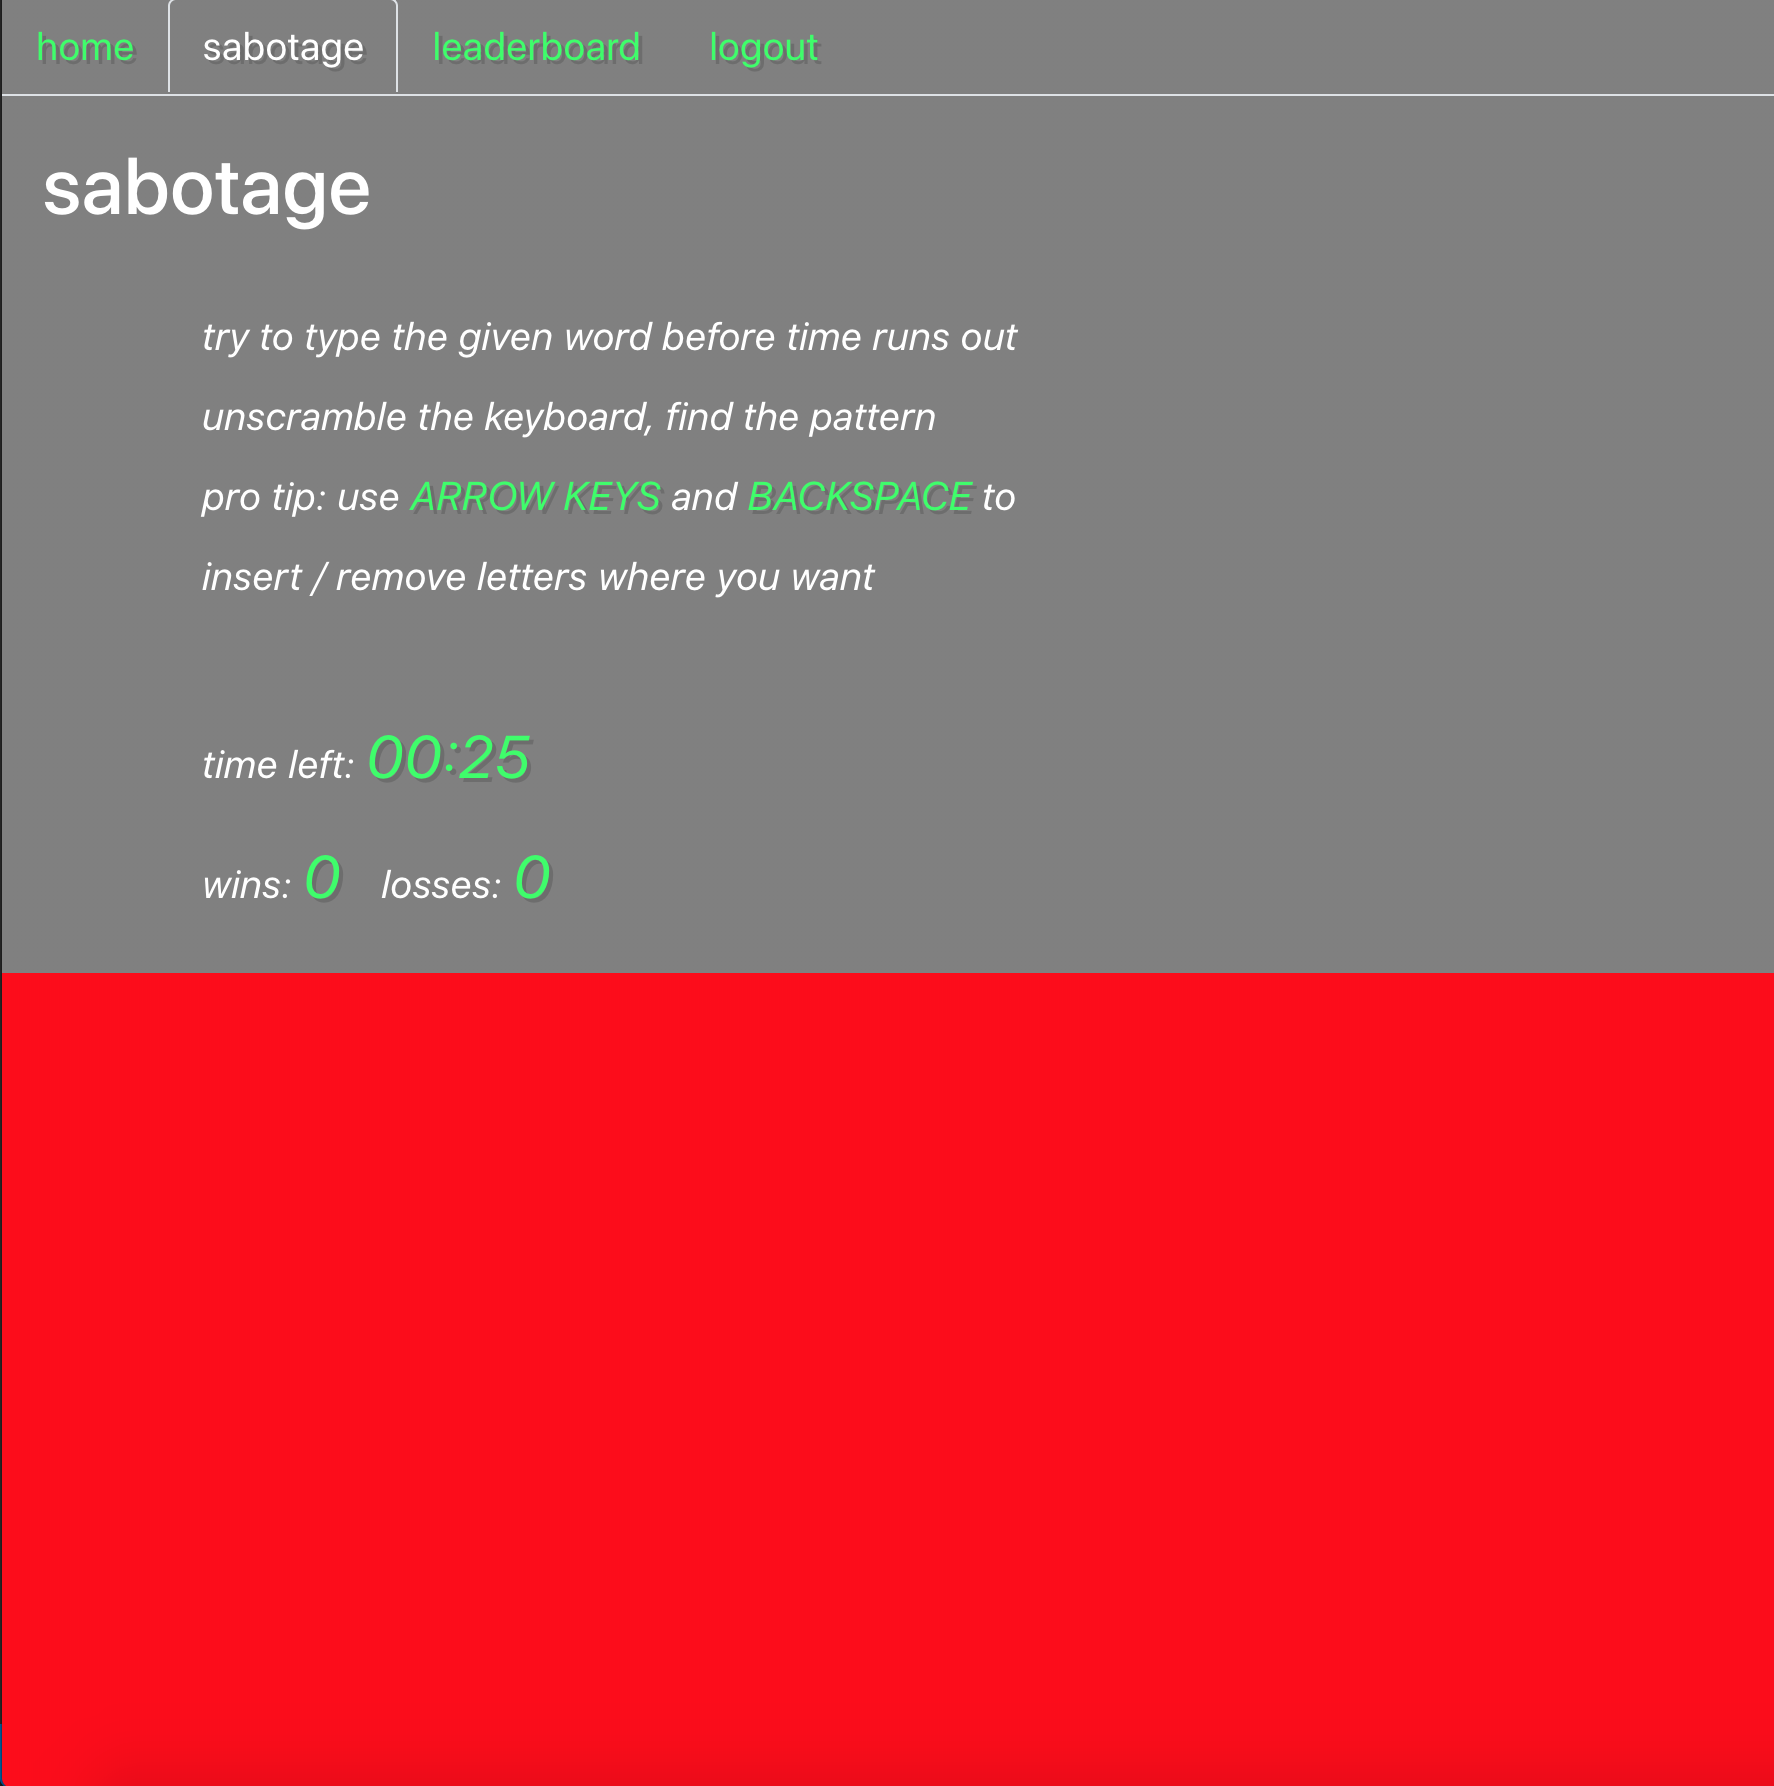 home sabotage leaderboard logout
sabotage
try to type the given word before time runs out
unscramble the keyboard, find the pattern
pro tip: use ARROW KEYS and BACKSPACE to
insert / remove letters where you want
time left: 00:25
wins: 0 losses: 0